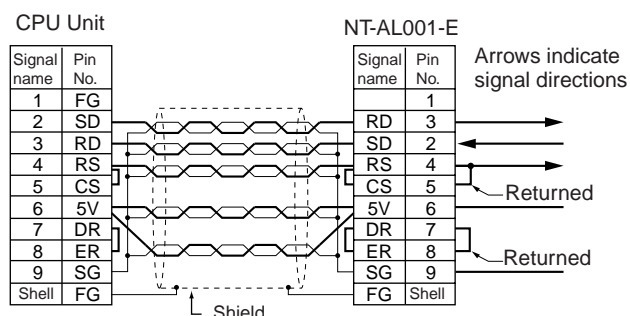 CPU Unit
NT-AL001-E
Signal name Pin No.
Signal name Pin No.
Arrows indicate
signal directions
1 FG
1
2 SD
RD 3
3 RD
SD 2
4 RS
RS 4
5 CS
CS 5
Returned
6 5V
5V 6
7 DR
DR 7
8 ER
ER 8
Returned
9 SG
SG 9
Shell FG
FG Shell
Shield